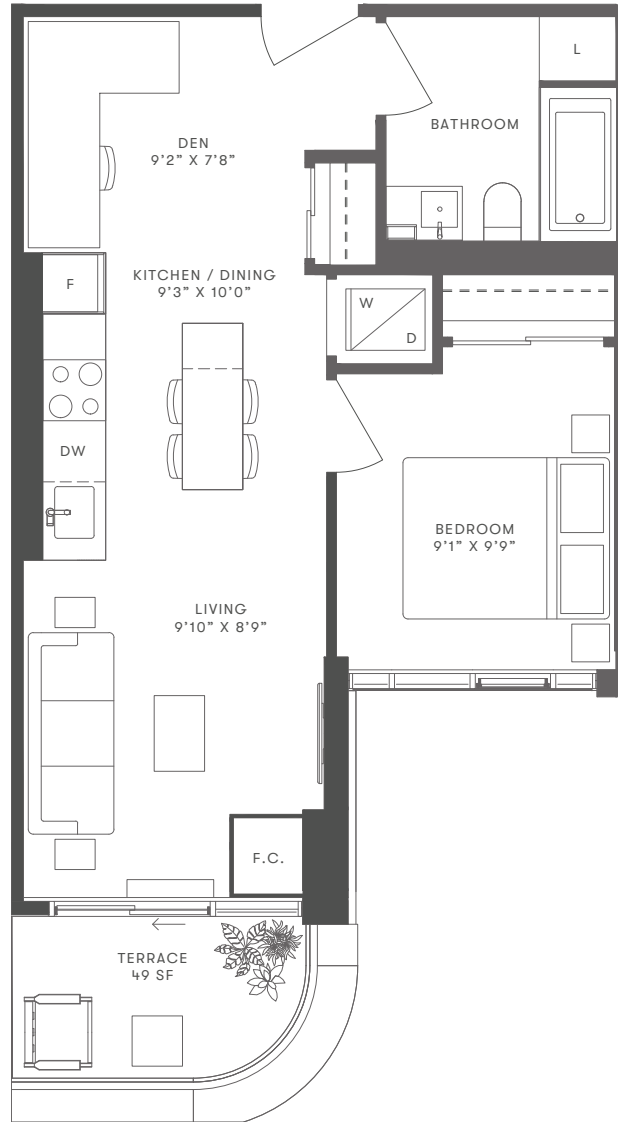 L
BATHROOM
DEN
9’2” X 7’8”
F
KITCHEN / DINING
9’3” X 10’0”
W
D
DW
BEDROOM
9’1” X 9’9”
LIVING
9’10” X 8’9”
F.C.
TERRACE
49 SF